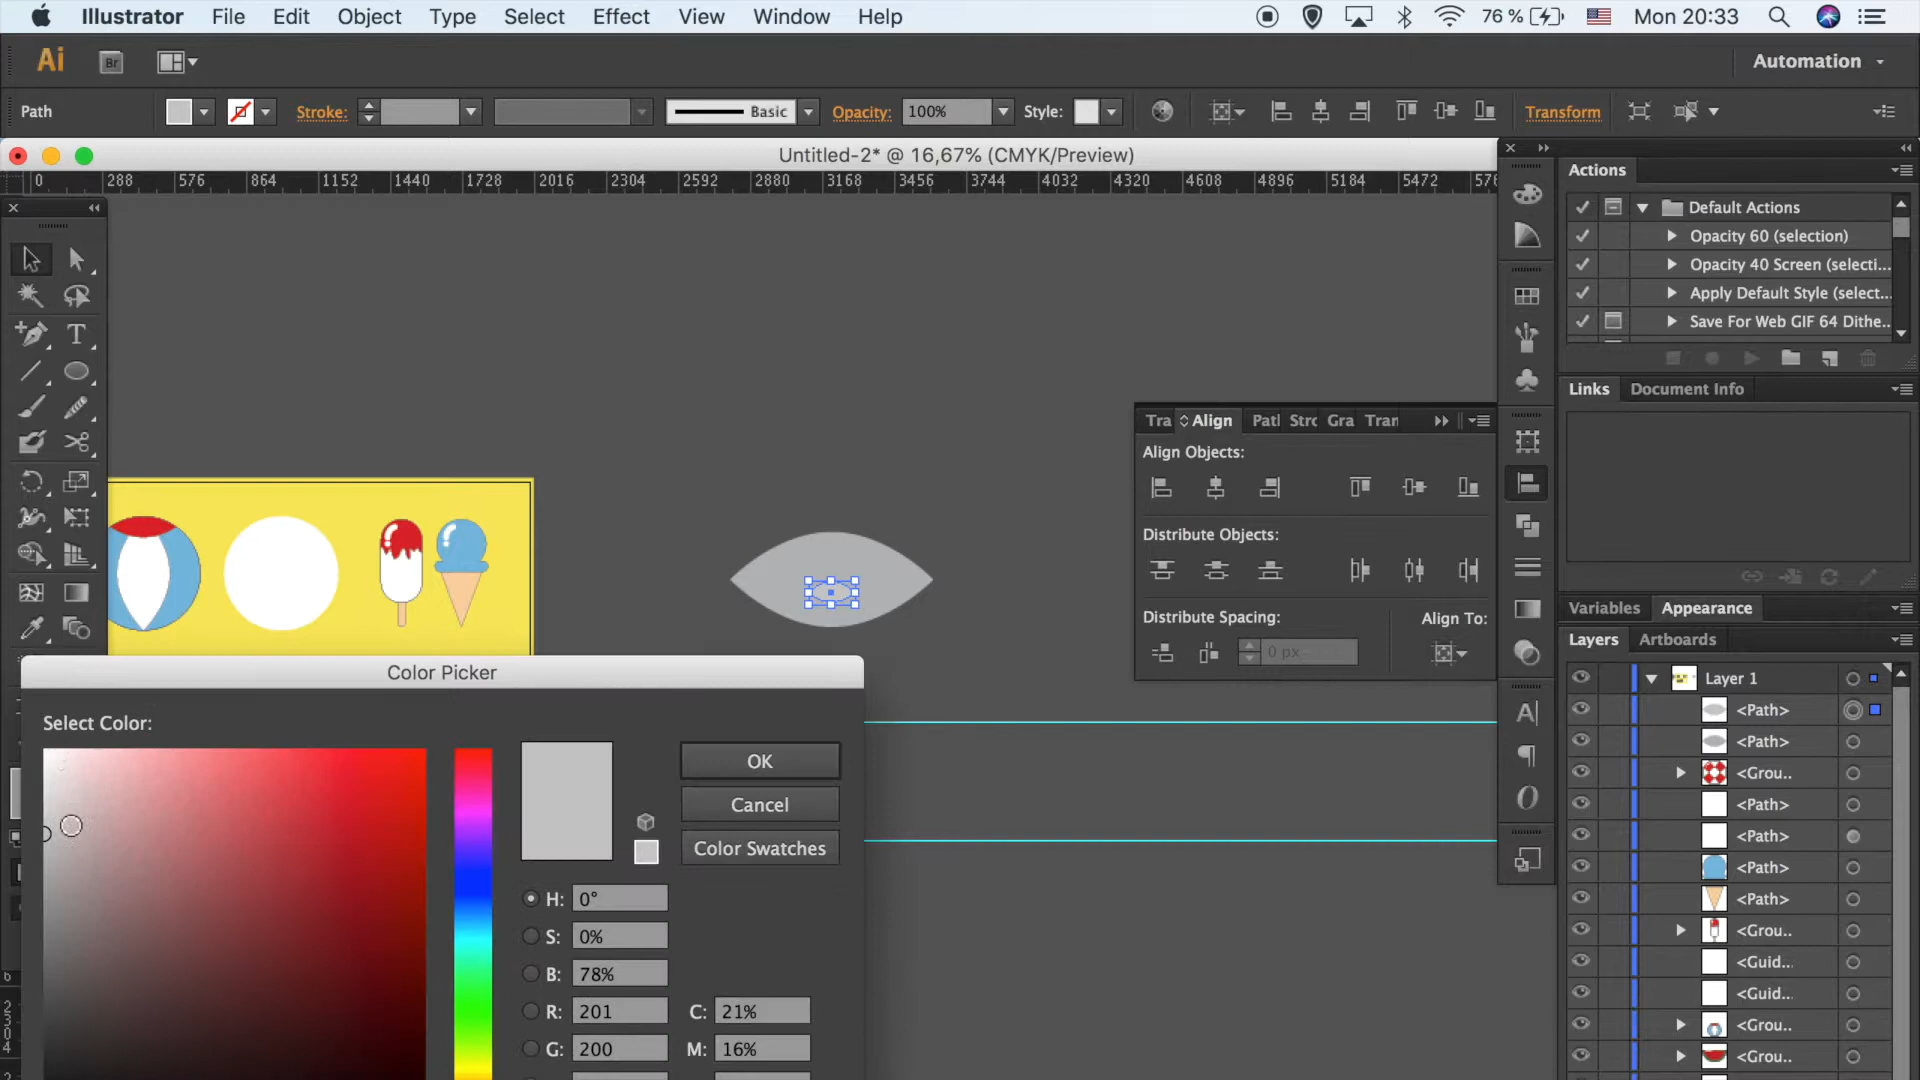 Illustrator File Edit Object Type Select Effect View Window Help 76 % Mon 20:33
Ai Br Automation
Path Stroke: Basic Opacity: 100% Style: Transform
Untitled-2* @ 16,67% (CMYK/Preview)
0 288 576 864 1152 1440 1728 2016 2304 2592 2880 3168 3456 3744 4032 4320 4608 4896 5184 5472 576
Actions
Default Actions
Opacity 60 (selection)
Opacity 40 Screen (selecti...
Apply Default Style (select...
Save For Web GIF 64 Dithe...
Links Document Info
Tra Align Patl Stro Gra Tran
Align Objects:
Distribute Objects:
Distribute Spacing: Align To:
0 px
Variables Appearance
Layers Artboards
Layer 1
<Path>
<Path>
<Grou..
<Path>
<Path>
<Path>
<Path>
<Grou..
<Guid..
<Guid..
<Grou..
<Grou..
Color Picker
Select Color:
OK
Cancel
Color Swatches
H: 0°
S: 0%
B: 78%
R: 201 C: 21%
G: 200 M: 16%